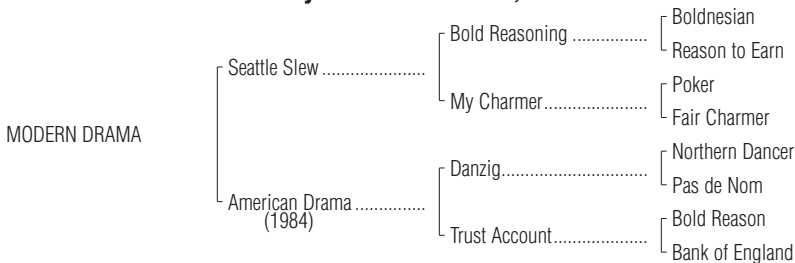 Boldnesian
Bold Reasoning ................
Reason to Earn
Seattle Slew ......................
Poker
My Charmer......................
Fair Charmer
MODERN DRAMA
Northern Dancer
Danzig...............................
Pas de Nom
American Drama ...............
(1984)
Bold Reason
Trust Account....................
Bank of England